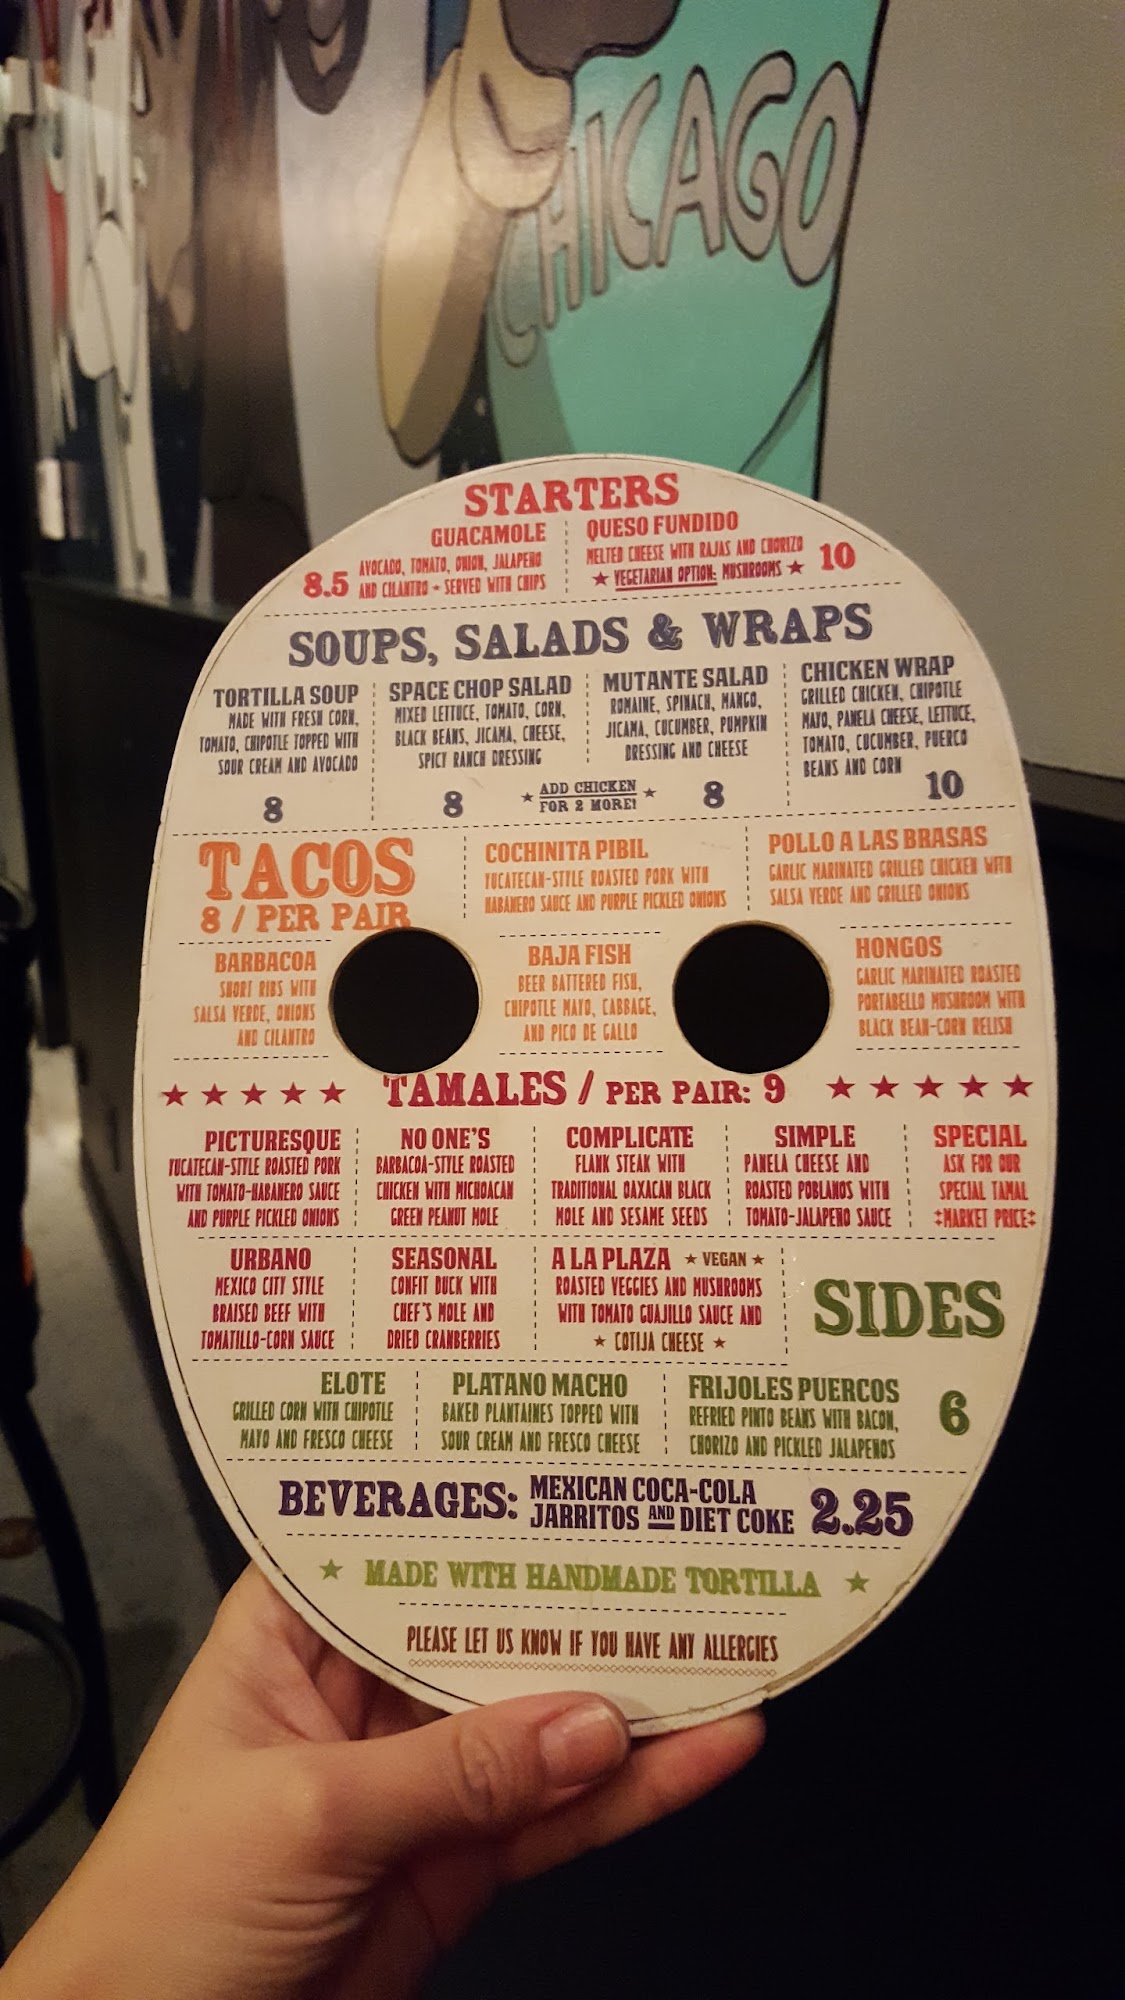 CHICAGO
STARTERS
GUACAMOLE
8.5 AVOCADO, TOMATO, ONION, JALAPEÑO
AND CILANTRO - SERVED WITH CHIPS
QUESO FUNDIDO
MELTED CHEESE WITH RAJAS AND CHORIZO
★ VEGETARIAN OPTION: MUSHROOMS ★
10
SOUPS, SALADS & WRAPS
TORTILLA SOUP
MADE WITH FRESH CORN,
TOMATO, CHIPOTLE TOPPED WITH
SOUR CREAM AND AVOCADO
8
SPACE CHOP SALAD
MIXED LETTUCE, TOMATO, CORN,
BLACK BEANS, JICAMA, CHEESE,
SPICY RANCH DRESSING
8
MUTANTE SALAD
ROMAINE, SPINACH, MANGO,
JICAMA, CUCUMBER, PUMPKIN
DRESSING AND CHEESE
8
★ ADD CHICKEN
FOR 2 MORE! ★
CHICKEN WRAP
GRILLED CHICKEN, CHIPOTLE
MAYO, PANELA CHEESE, LETTUCE,
TOMATO, CUCUMBER, PUERCO
BEANS AND CORN
10
TACOS
8 / PER PAIR
COCHINITA PIBIL
YUCATECAN-STYLE ROASTED PORK WITH
HABANERO SAUCE AND PURPLE PICKLED ONIONS
POLLO A LAS BRASAS
GARLIC MARINATED GRILLED CHICKEN WITH
SALSA VERDE AND GRILLED ONIONS
BARBACOA
SHORT RIBS WITH
SALSA VERDE, ONIONS
AND CILANTRO
BAJA FISH
BEER BATTERED FISH,
CHIPOTLE MAYO, CABBAGE,
AND PICO DE GALLO
HONGOS
GARLIC MARINATED ROASTED
PORTABELLO MUSHROOM WITH
BLACK BEAN-CORN RELISH
★ ★ ★ ★ ★ TAMALES / PER PAIR: 9 ★ ★ ★ ★ ★
PICTURESQUE
YUCATECAN-STYLE ROASTED PORK
WITH TOMATO-HABANERO SAUCE
AND PURPLE PICKLED ONIONS
NO ONE'S
BARBACOA-STYLE ROASTED
CHICKEN WITH MICHOACAN
GREEN PEANUT MOLE
COMPLICATE
FLANK STEAK WITH
TRADITIONAL OAXACAN BLACK
MOLE AND SESAME SEEDS
SIMPLE
PANELA CHEESE AND
ROASTED POBLANOS WITH
TOMATO-JALAPEÑO SAUCE
SPECIAL
ASK FOR OUR
SPECIAL TAMAL
‡MARKET PRICE‡
URBANO
MEXICO CITY STYLE
BRAISED BEEF WITH
TOMATILLO-CORN SAUCE
SEASONAL
CONFIT DUCK WITH
CHEF'S MOLE AND
DRIED CRANBERRIES
A LA PLAZA ★ VEGAN ★
ROASTED VEGGIES AND MUSHROOMS
WITH TOMATO GUAJILLO SAUCE AND
★ COTIJA CHEESE ★
SIDES
ELOTE
GRILLED CORN WITH CHIPOTLE
MAYO AND FRESCO CHEESE
PLATANO MACHO
BAKED PLANTAINES TOPPED WITH
SOUR CREAM AND FRESCO CHEESE
FRIJOLES PUERCOS
REFRIED PINTO BEANS WITH BACON,
CHORIZO AND PICKLED JALAPEÑOS
6
BEVERAGES: MEXICAN COCA-COLA
JARRITOS AND DIET COKE 2.25
★ MADE WITH HANDMADE TORTILLA ★
PLEASE LET US KNOW IF YOU HAVE ANY ALLERGIES